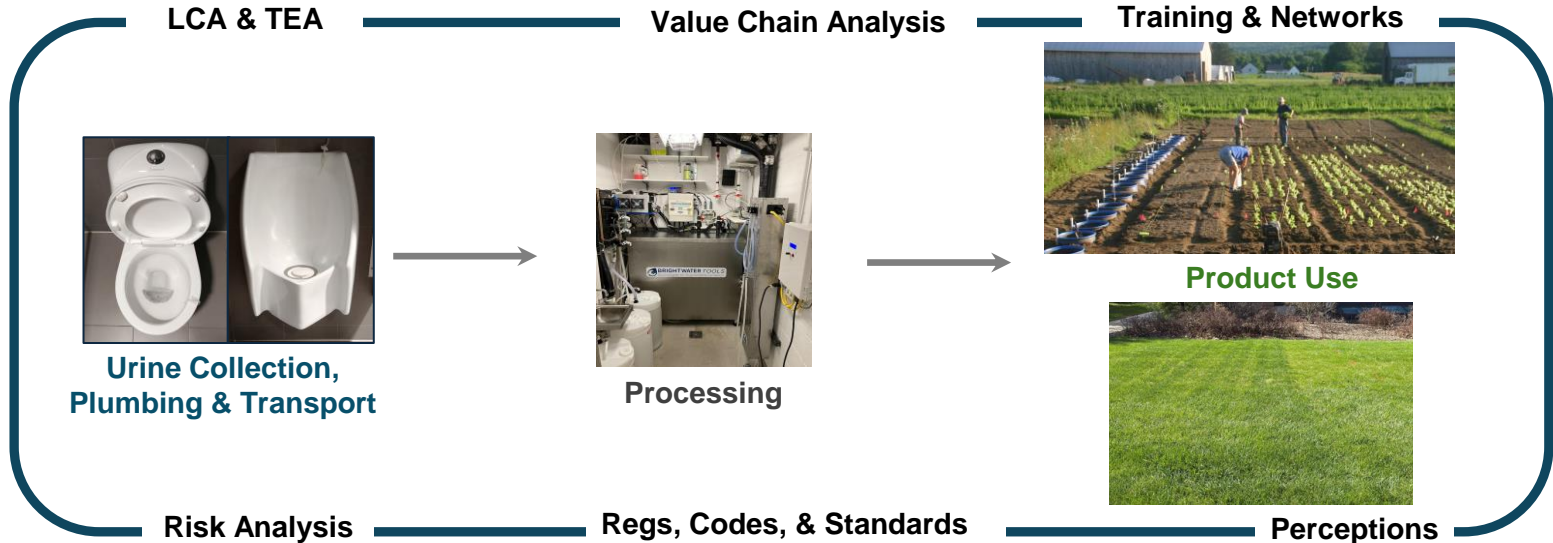 LCA & TEA
Value Chain Analysis
Training & Networks
BRIGHTWATER TOOLS
Product Use
Urine Collection,
Plumbing & Transport
Processing
Risk Analysis
Regs, Codes, & Standards
Perceptions